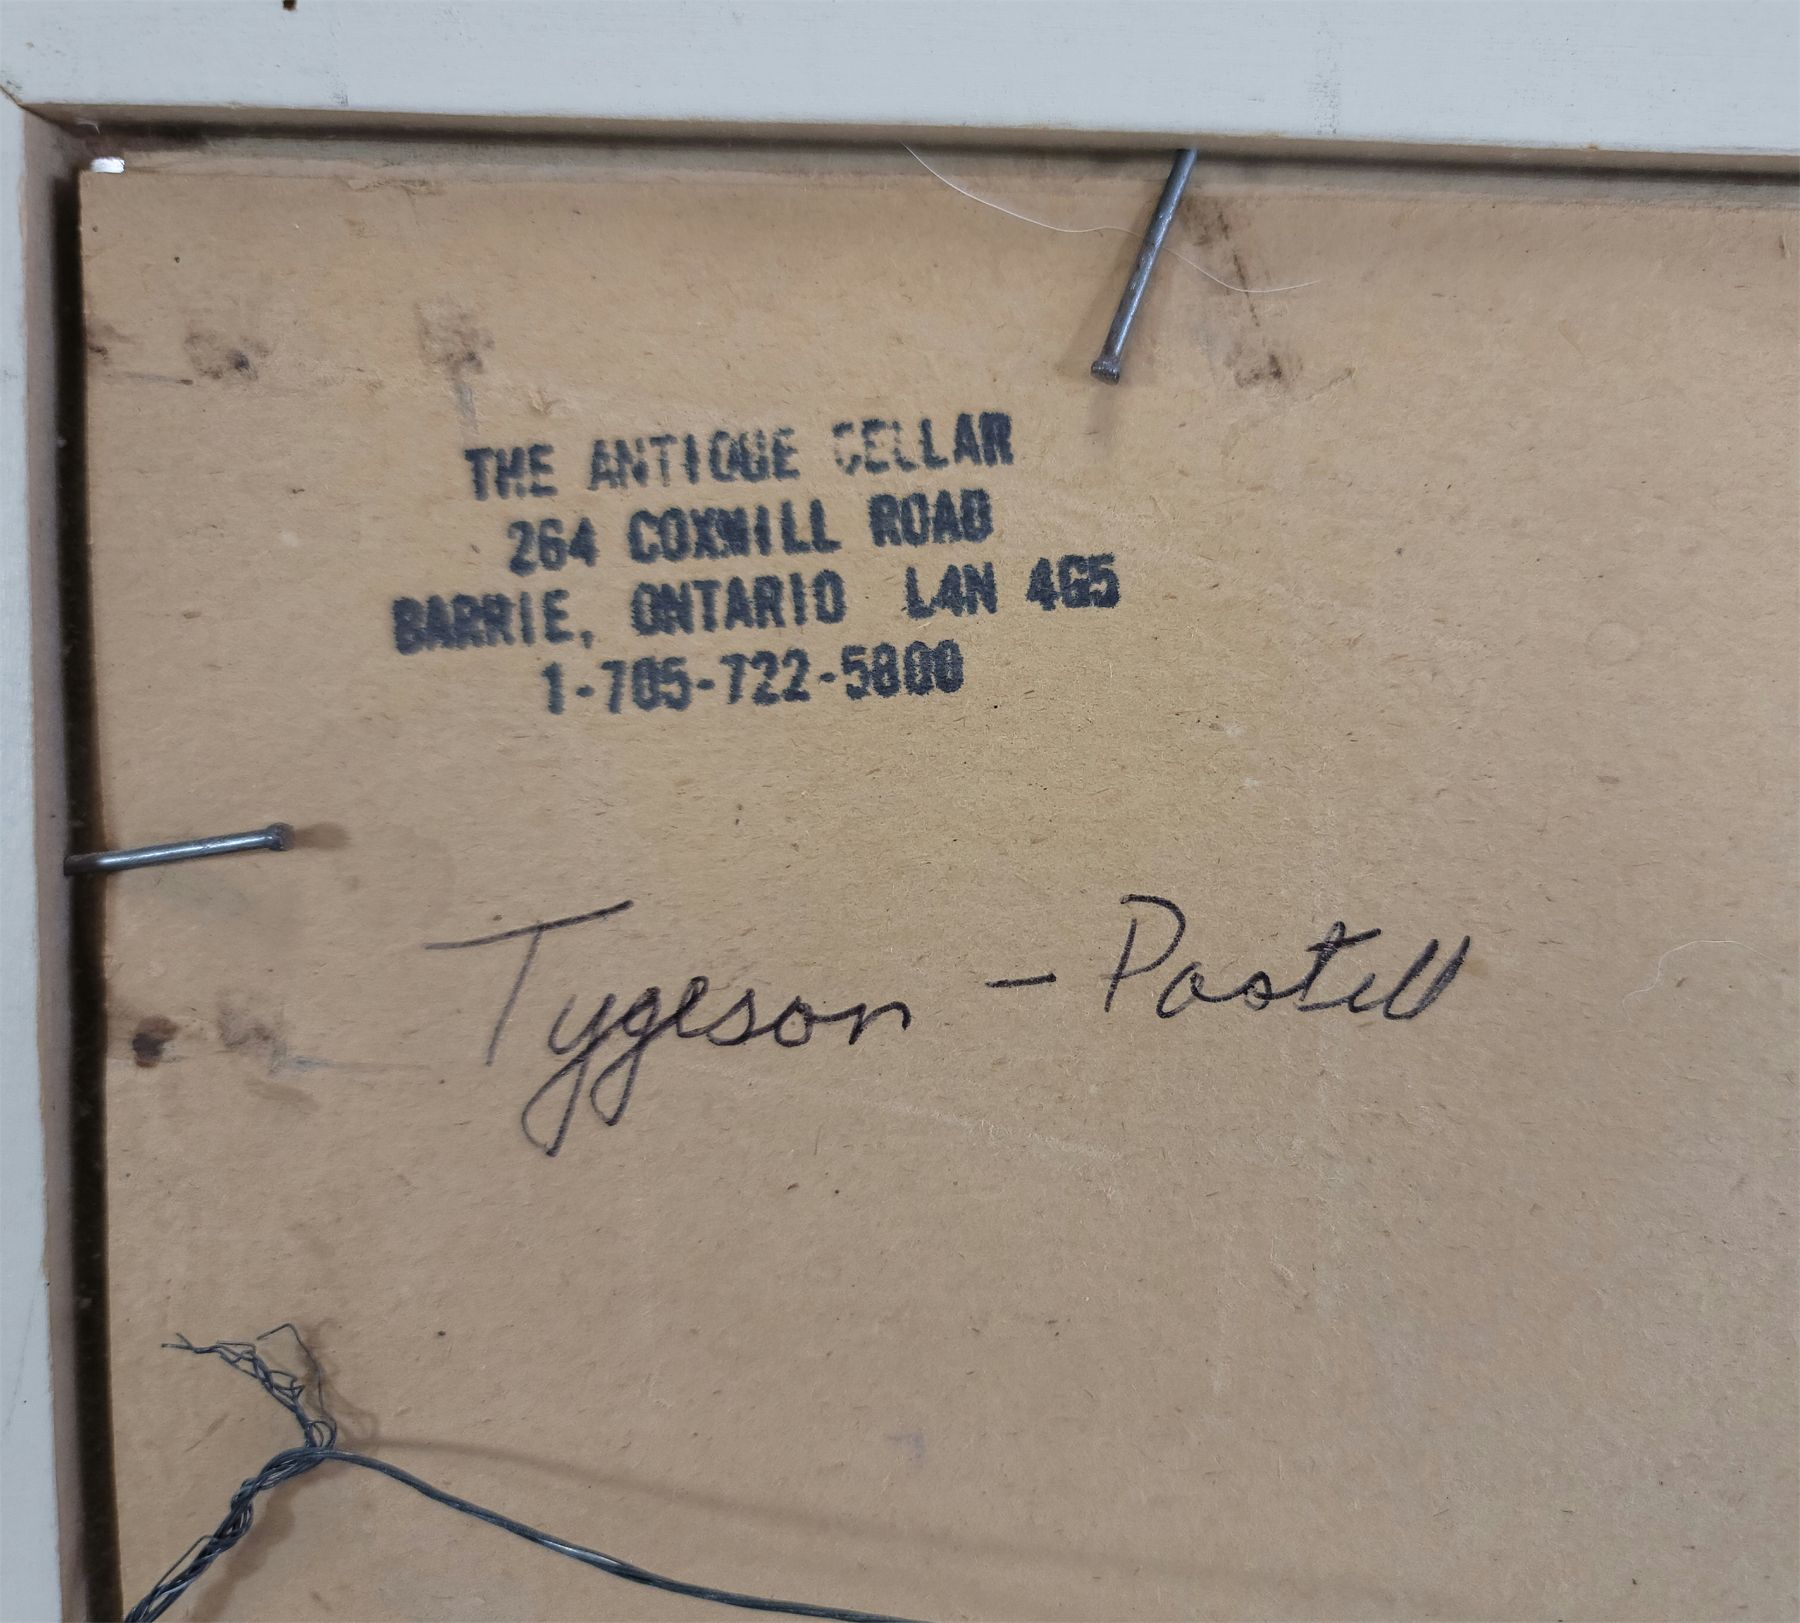 THE ANTIQUE CELLAR
264 COXMILL ROAD
BARRIE, ONTARIO L4N 4G5
1-705-722-5800
Tygeson - Pastell